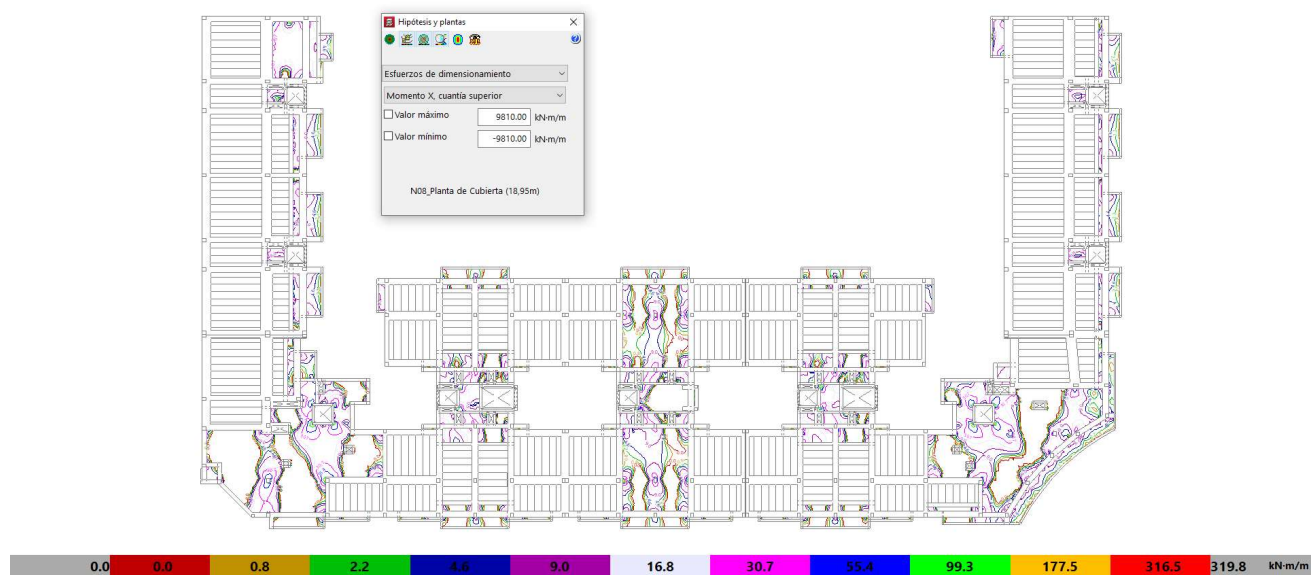 Hipótesis y plantas
Esfuerzos de dimensionamiento
Momento X, cuantía superior
Valor máximo 9810.00 kN·m/m
Valor mínimo -9810.00 kN·m/m
N08_Planta de Cubierta (18,95m)
0.0 0.0 0.8 2.2 4.6 9.0 16.8 30.7 55.4 99.3 177.5 316.5 319.8 kN·m/m